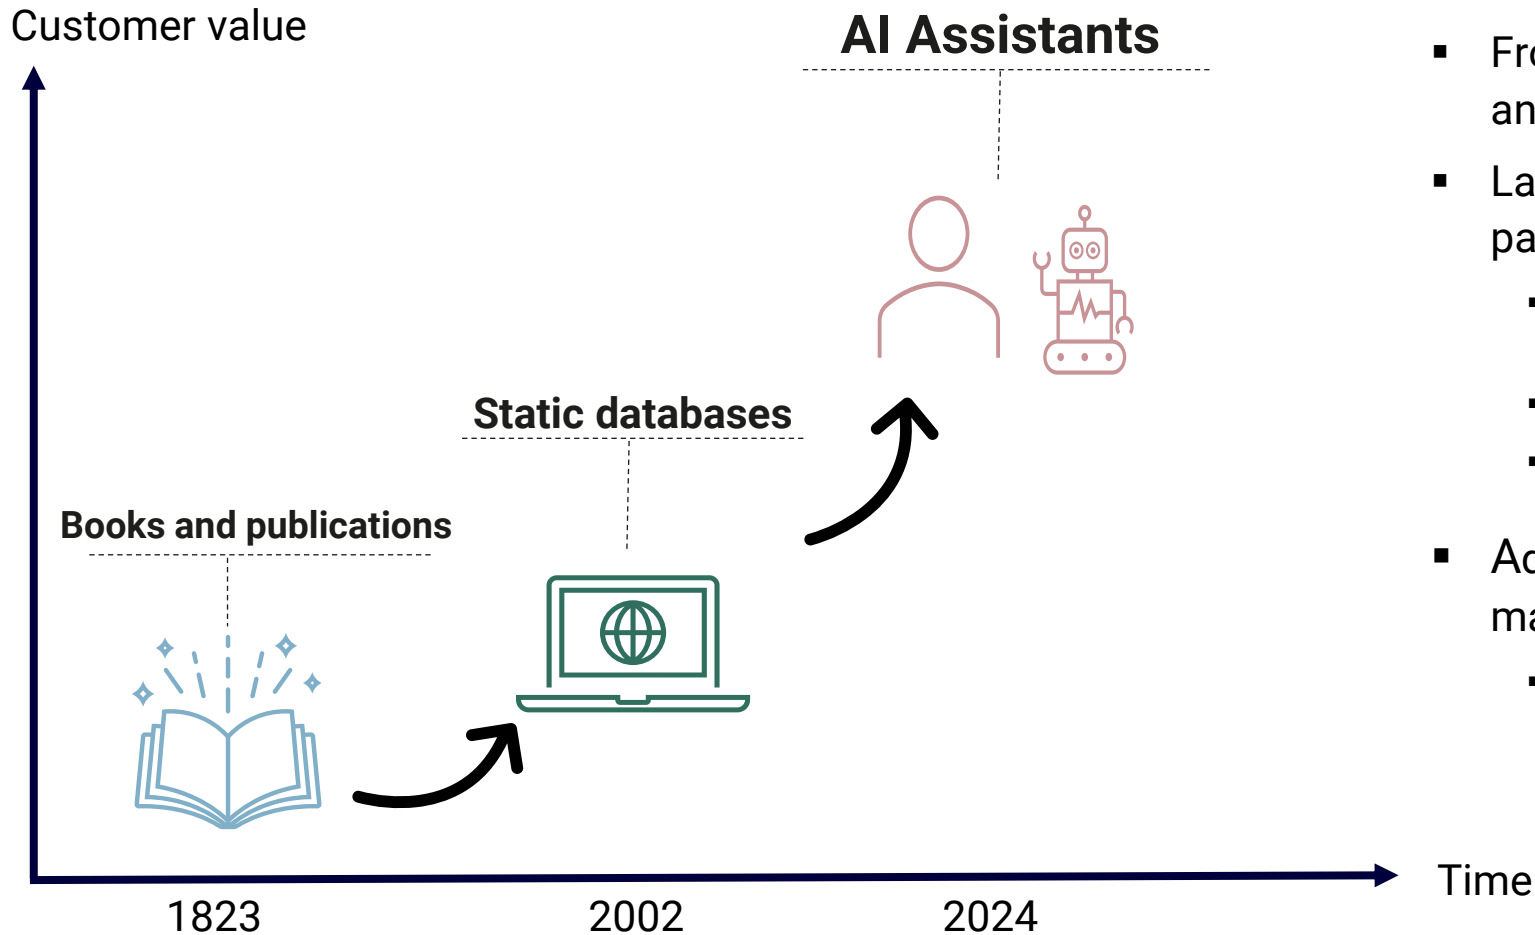 Customer value
AI Assistants
Static databases
Books and publications
1823
2002
2024
Time